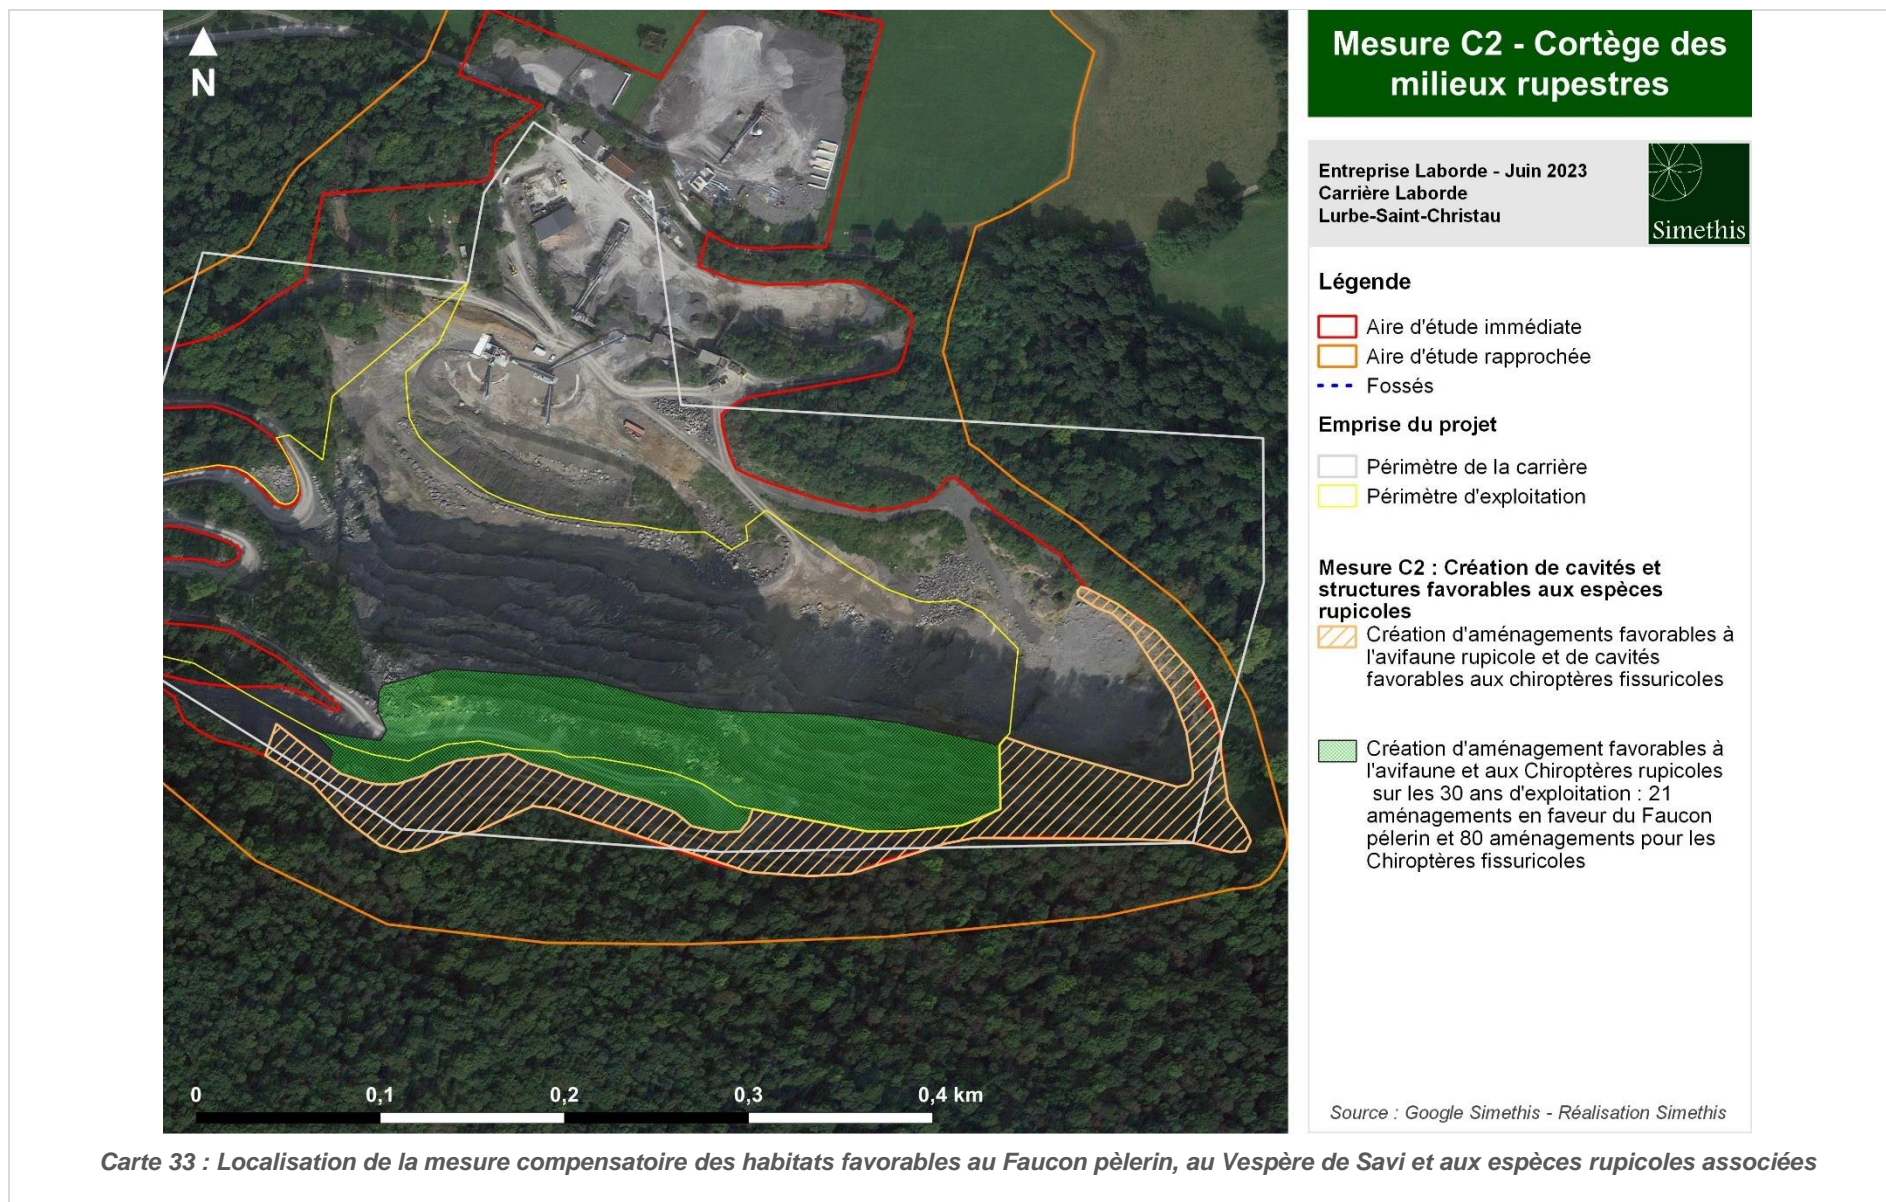 N
0
0,1
0,2
0,3
0,4 km
Mesure C2 - Cortège des
milieux rupestres
Entreprise Laborde - Juin 2023
Carrière Laborde
Lurbe-Saint-Christau
Simethis
Légende
Aire d'étude immédiate
Aire d'étude rapprochée
Fossés
Emprise du projet
Périmètre de la carrière
Périmètre d'exploitation
Mesure C2 : Création de cavités et
structures favorables aux espèces
rupicoles
Création d'aménagements favorables à
l'avifaune rupicole et de cavités
favorables aux chiroptères fissuricoles
Création d'aménagement favorables à
l'avifaune et aux Chiroptères rupicoles
sur les 30 ans d'exploitation : 21
aménagements en faveur du Faucon
pélerin et 80 aménagements pour les
Chiroptères fissuricoles
Source : Google Simethis - Réalisation Simethis
Carte 33 : Localisation de la mesure compensatoire des habitats favorables au Faucon pèlerin, au Vespère de Savi et aux espèces rupicoles associées